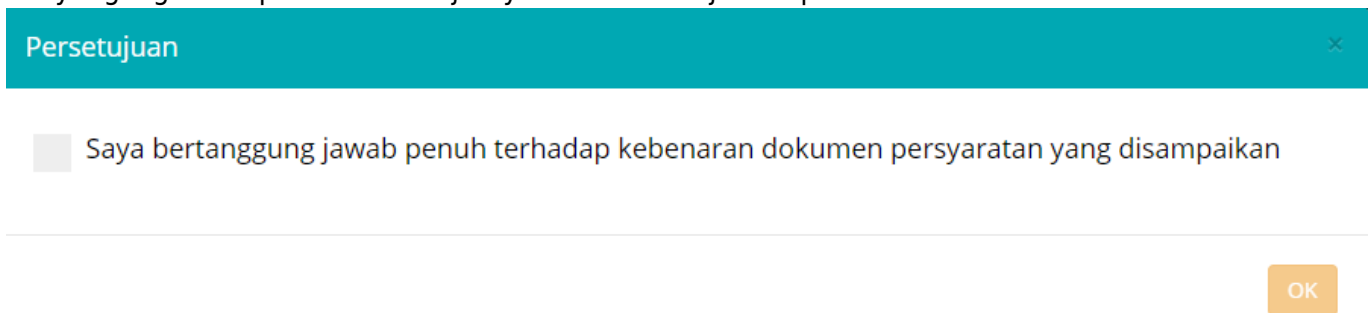 Persetujuan ×
Saya bertanggung jawab penuh terhadap kebenaran dokumen persyaratan yang disampaikan
OK